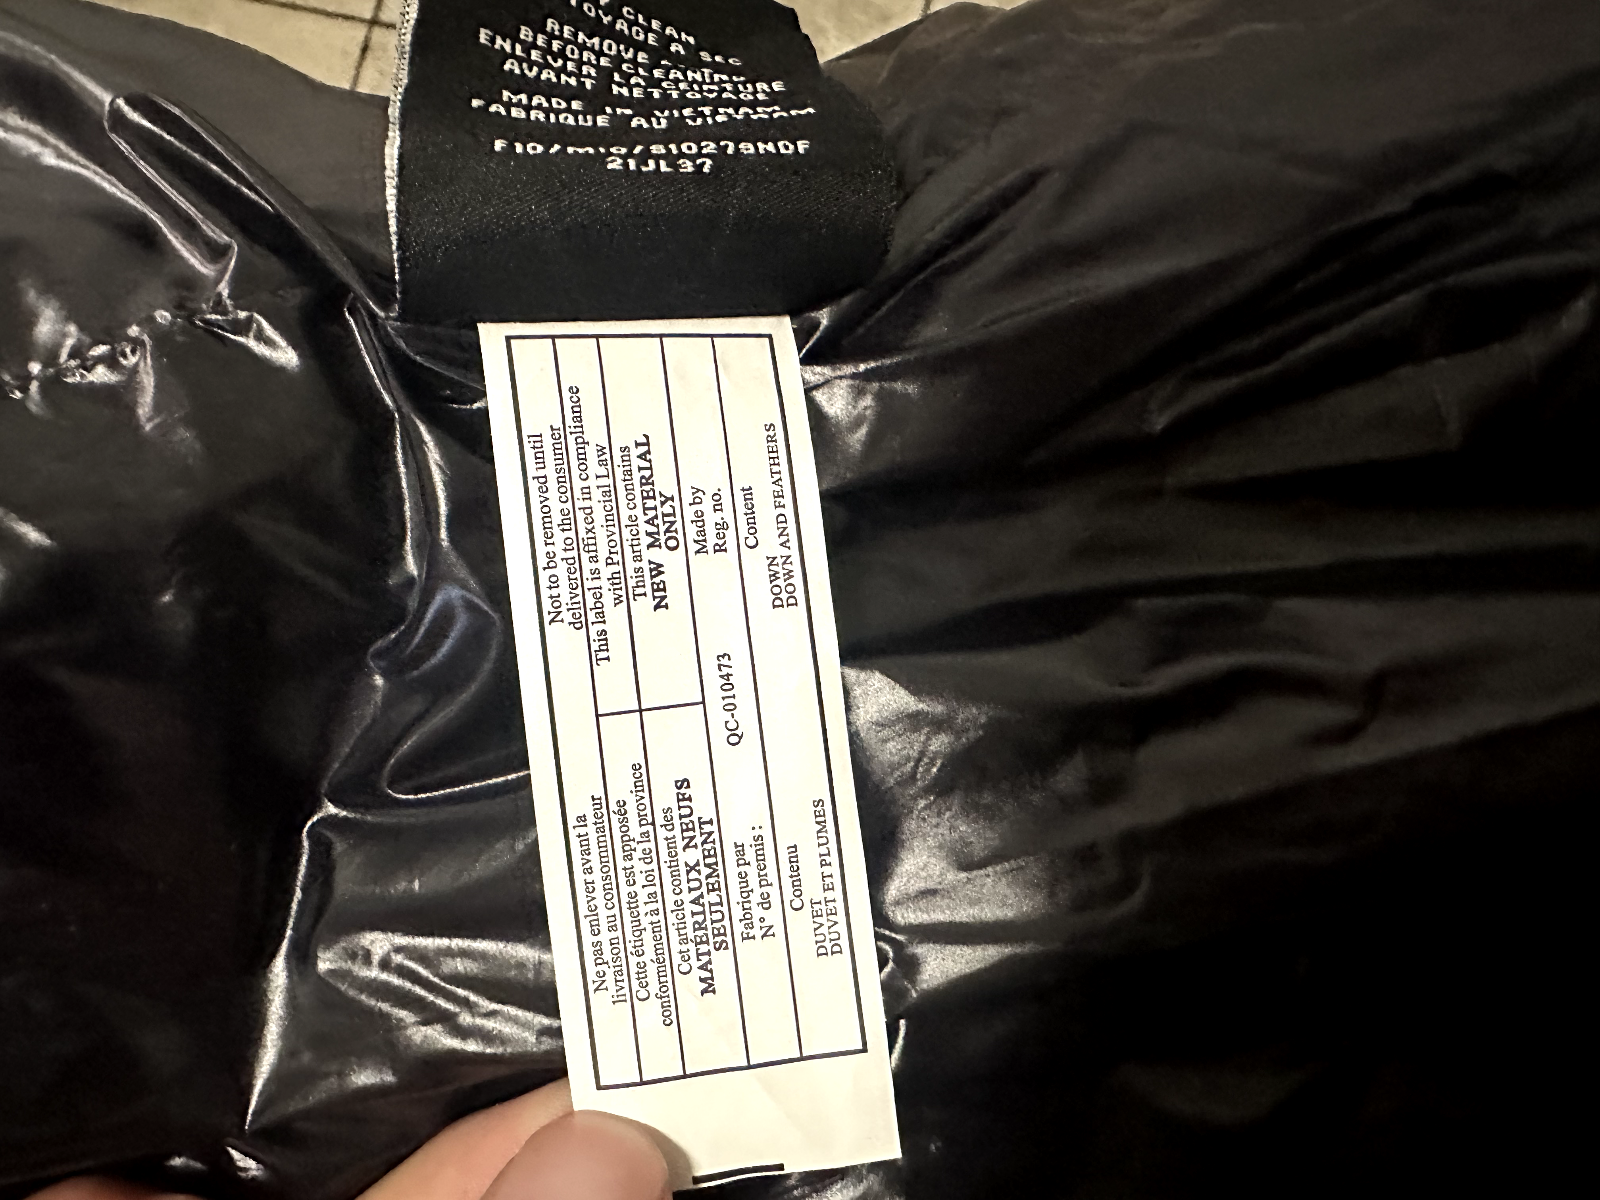 CLEAN
REMOVE
BEFORE CLEANING
ENLEVER LA CEINTURE
AVANT NETTOYAGE
MADE IN VIETNAM
FABRIQUE AU VIETNAM
21JL37
Not to be removed until
delivered to the consumer
This label is affixed in compliance
with Provincial Law
This article contains
NEW MATERIAL
ONLY
Made by
Reg. no.
Content
DOWN
DOWN AND FEATHERS
QC-010473
Ne pas enlever avant la
livraison au consommateur
Cette étiquette est apposée
conformément à la loi de la province
Cet article contient des
MATÉRIAUX NEUFS
SEULEMENT
Fabrique par
N° de premis :
Contenu
DUVET
DUVET ET PLUMES